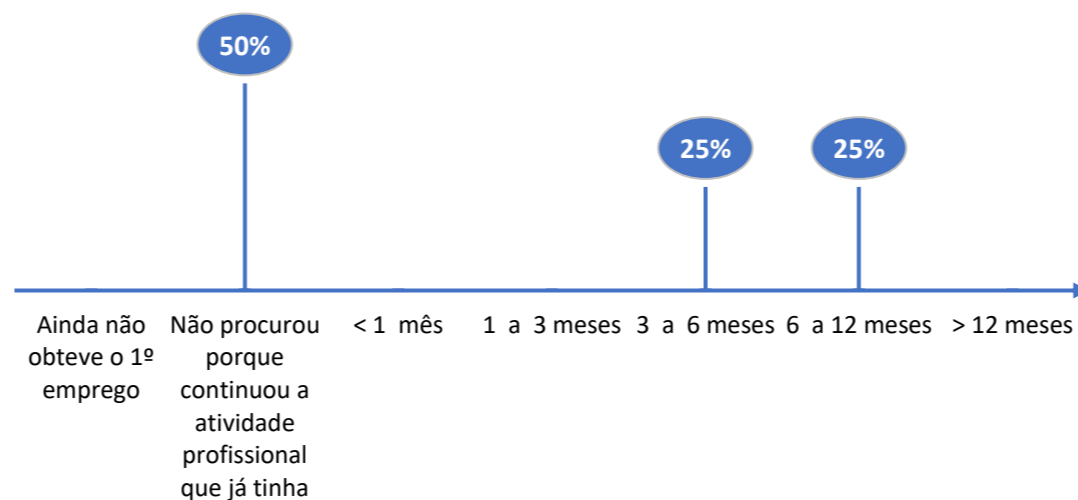 50%
25%
25%
Ainda não
obteve o 1º
emprego
Não procurou
porque
continuou a
atividade
profissional
que já tinha
< 1 mês
1 a 3 meses
3 a 6 meses
6 a 12 meses
> 12 meses